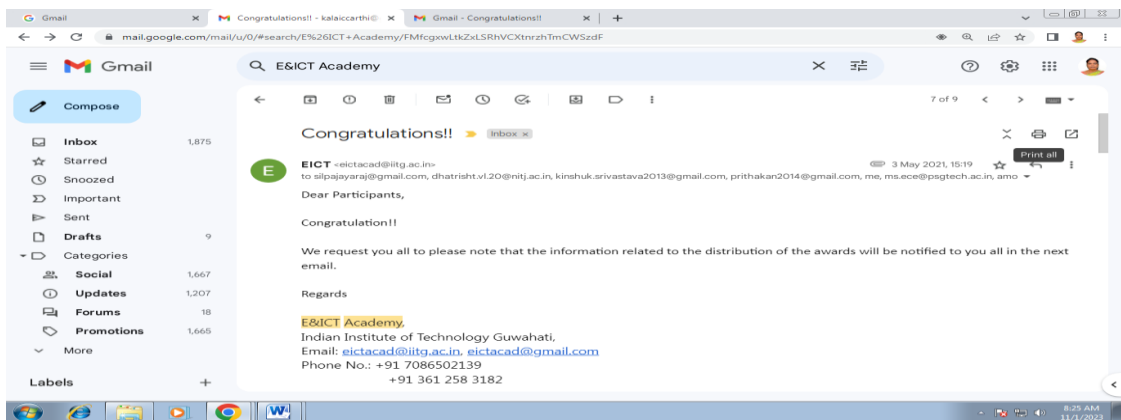 Gmail
Congratulations!! - kalaiccarthi@
Gmail - Congratulations!!
mail.google.com/mail/u/0/#search/E%26ICT+Academy/FMfcgxwLtkZxLSRhVCXtnrzhTmCWSzdF
Gmail
E&ICT Academy
Compose
7 of 9
Inbox 1,875
Starred
Snoozed
Important
Sent
Drafts 9
Categories
Social 1,667
Updates 1,207
Forums 18
Promotions 1,665
More
Labels
Congratulations!! Inbox x
Print all
E
EICT <eictacad@iitg.ac.in> 3 May 2021, 15:19
to silpajayaraj@gmail.com, dhatrisht.vl.20@nitj.ac.in, kinshuk.srivastava2013@gmail.com, prithakan2014@gmail.com, me, ms.ece@psgtech.ac.in, amo
Dear Participants,
Congratulation!!
We request you all to please note that the information related to the distribution of the awards will be notified to you all in the next
email.
Regards
E&ICT Academy,
Indian Institute of Technology Guwahati,
Email: eictacad@iitg.ac.in, eictacad@gmail.com
Phone No.: +91 7086502139
+91 361 258 3182
W
8:25 AM
11/1/2023